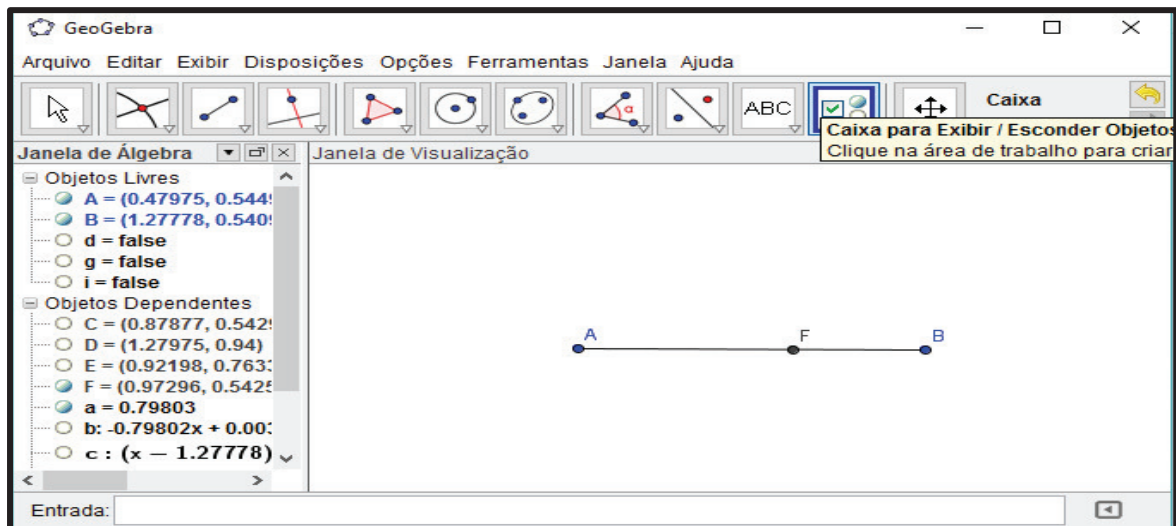 GeoGebra
Arquivo Editar Exibir Disposições Opções Ferramentas Janela Ajuda
ABC
Caixa
Caixa para Exibir / Esconder Objetos
Clique na área de trabalho para criar
Janela de Álgebra
Janela de Visualização
Objetos Livres
A = (0.47975, 0.544
B = (1.27778, 0.540
d = false
g = false
i = false
Objetos Dependentes
C = (0.87877, 0.542
D = (1.27975, 0.94)
E = (0.92198, 0.763
F = (0.97296, 0.542
a = 0.79803
b: -0.79802x + 0.00
c : (x − 1.27778)
A F B
α
Entrada: